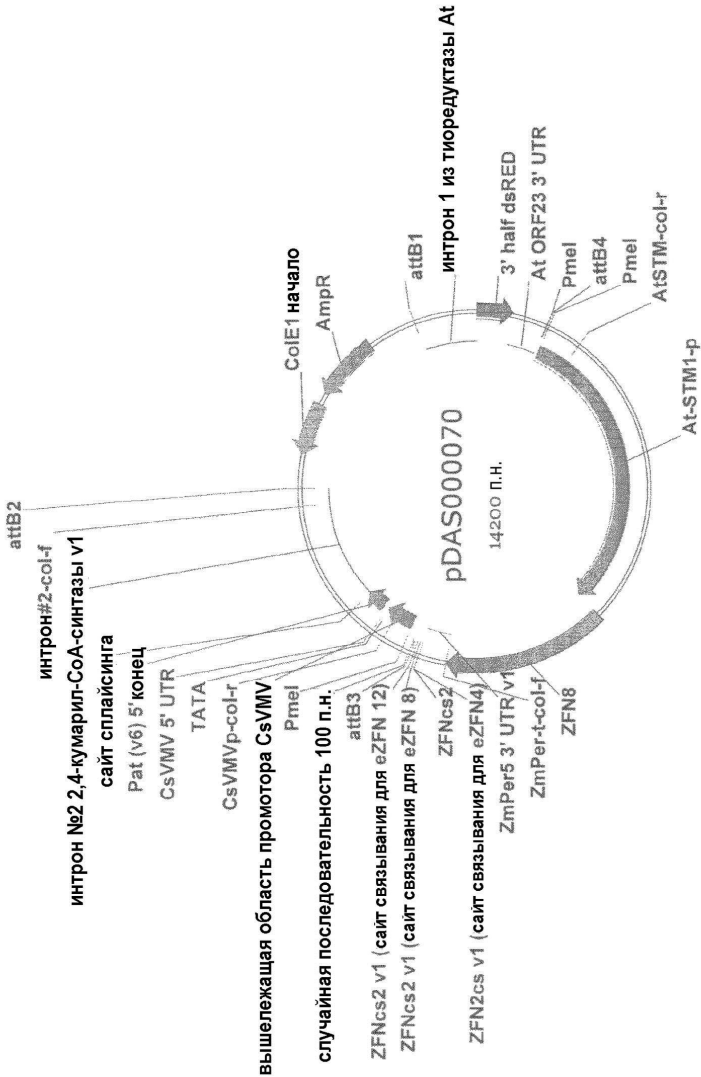 attB2
интрон#2-col-f
интрон №2 2,4-кумарил-CoA-синтазы v1
сайт сплайсинга
Pat (v6) 5' конец
CsVMV 5' UTR
TATA
CsVMVp-col-r
вышележащая область промотора CsVMV
PmeI
случайная последовательность 100 п.н.
attB3
ZFNcs2 v1 (сайт связывания для eZFN 12)
ZFNcs2 v1 (сайт связывания для eZFN 8)
ZFNcs2
ZFN2cs v1 (сайт связывания для eZFN4)
ZmPer5 3' UTR v1
ZmPer-t-col-f
ZFN8
ColE1 начало
AmpR
attB1
интрон 1 из тиоредуктазы At
3' half dsRED
At ORF23 3' UTR
PmeI
attB4
PmeI
AtSTM-col-r
At-STM1-p
pDAS000070
14200 п.н.